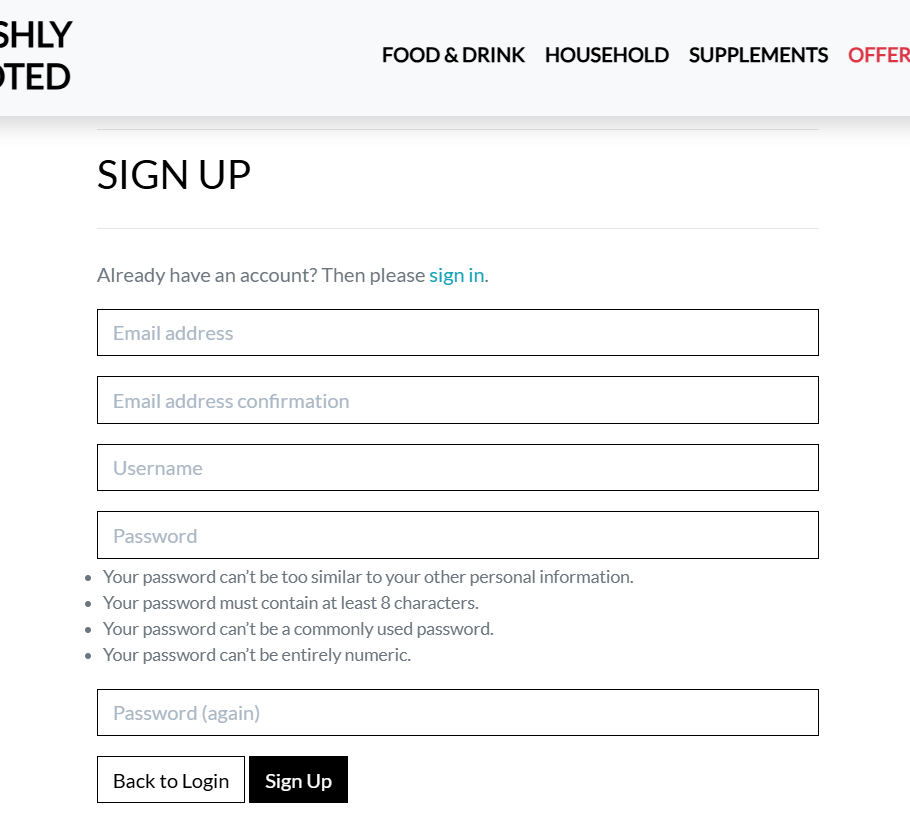 SHLY
OTED
FOOD & DRINK HOUSEHOLD SUPPLEMENTS OFFER
SIGN UP
Already have an account? Then please sign in.
Email address
Email address confirmation
Username
Password
• Your password can’t be too similar to your other personal information.
• Your password must contain at least 8 characters.
• Your password can’t be a commonly used password.
• Your password can’t be entirely numeric.
Password (again)
Back to Login Sign Up